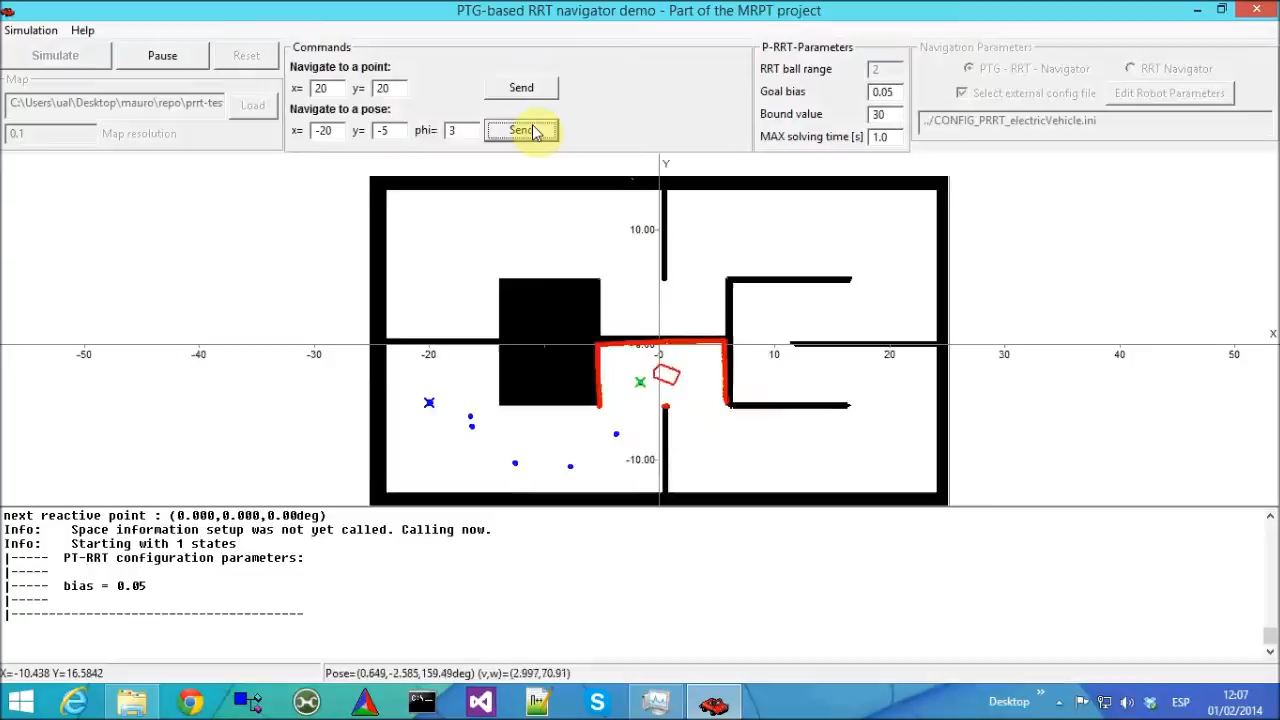 PTG-based RRT navigator demo - Part of the MRPT project
Simulation Help
Simulate Pause Reset
Map
C:\Users\ual\Desktop\mauro\repo\prrt-tes Load
0.1 Map resolution
Commands
Navigate to a point:
x= 20 y= 20 Send
Navigate to a pose:
x= -20 y= -5 phi= 3 Send
P-RRT-Parameters
RRT ball range 2
Goal bias 0.05
Bound value 30
MAX solving time [s] 1.0
Navigation Parameters
PTG - RRT - Navigator RRT Navigator
Select external config file Edit Robot Parameters
../CONFIG_PRRT_electricVehicle.ini
Y
10.00
X
-50 -40 -30 -20 -0 10 20 30 40 50
-10.00
next reactive point : (0.000,0.000,0.00deg)
Info: Space information setup was not yet called. Calling now.
Info: Starting with 1 states
|----- PT-RRT configuration parameters:
|-----
|----- bias = 0.05
|-----
|---------------------------------------
X=-10.438 Y=16.5842 Pose=(0.649,-2.585,159.49deg) (v,w)=(2.997,70.91)
Desktop ESP 12:07
01/02/2014